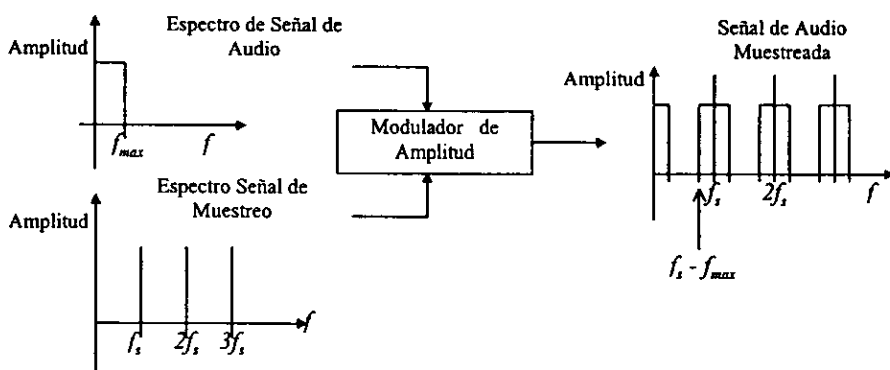 Espectro de Señal de
Audio
Amplitud
f_max
f
Espectro Señal de
Muestreo
Amplitud
f_s
2f_s
3f_s
f
Modulador de
Amplitud
Señal de Audio
Muestreada
Amplitud
f_s
2f_s
f
f_s - f_max